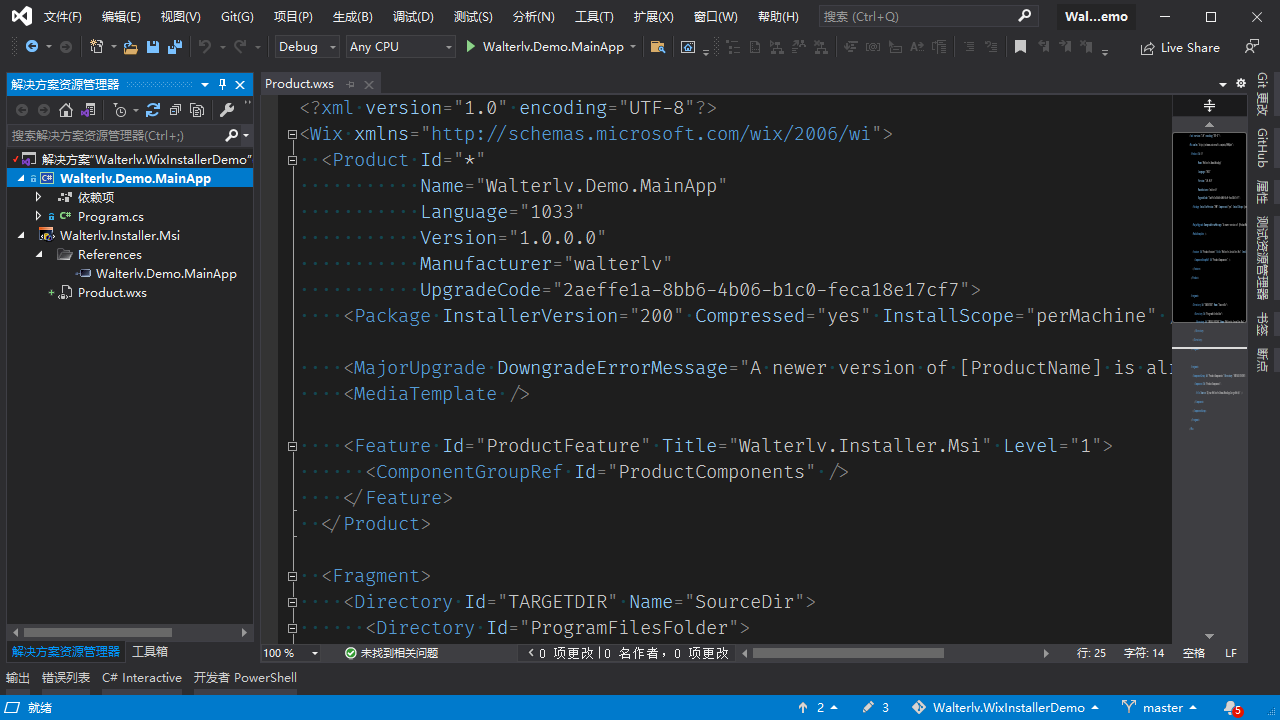 文件(F) 编辑(E) 视图(V) Git(G) 项目(P) 生成(B) 调试(D) 测试(S) 分析(N) 工具(T) 扩展(X) 窗口(W) 帮助(H) 搜索 (Ctrl+Q) Wal...emo
Debug Any CPU Walterlv.Demo.MainApp Live Share
解决方案资源管理器
搜索解决方案资源管理器(Ctrl+;)
解决方案"Walterlv.WixInstallerDemo"
Walterlv.Demo.MainApp
依赖项
Program.cs
Walterlv.Installer.Msi
References
Walterlv.Demo.MainApp
Product.wxs
解决方案资源管理器 工具箱
Product.wxs
<?xml version="1.0" encoding="UTF-8"?>
<Wix xmlns="http://schemas.microsoft.com/wix/2006/wi">
<Product Id="*"
Name="Walterlv.Demo.MainApp"
Language="1033"
Version="1.0.0.0"
Manufacturer="walterlv"
UpgradeCode="2aeffe1a-8bb6-4b06-b1c0-feca18e17cf7">
<Package InstallerVersion="200" Compressed="yes" InstallScope="perMachine"
<MajorUpgrade DowngradeErrorMessage="A newer version of [ProductName] is al
<MediaTemplate />
<Feature Id="ProductFeature" Title="Walterlv.Installer.Msi" Level="1">
<ComponentGroupRef Id="ProductComponents" />
</Feature>
</Product>
<Fragment>
<Directory Id="TARGETDIR" Name="SourceDir">
<Directory Id="ProgramFilesFolder">
100 % 未找到相关问题 0 项更改|0 名作者，0 项更改 行: 25 字符: 14 空格 LF
Git 更改
GitHub
属性
测试资源管理器
书签
断点
输出 错误列表 C# Interactive 开发者 PowerShell
就绪 2 3 Walterlv.WixInstallerDemo master 5